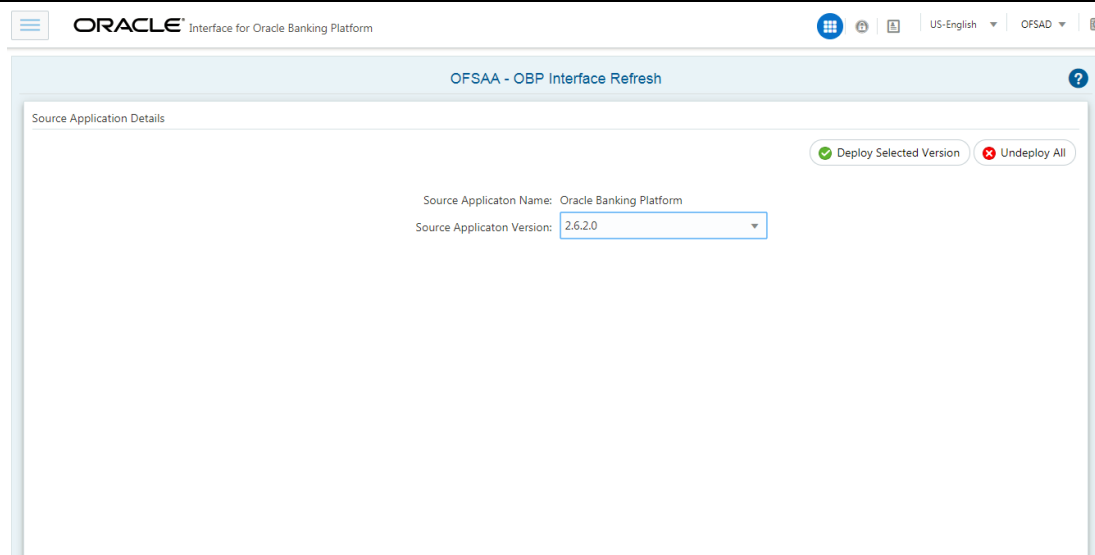 ORACLE® Interface for Oracle Banking Platform
US-English
OFSAD
OFSAA - OBP Interface Refresh
?
Source Application Details
Deploy Selected Version
Undeploy All
Source Applicaton Name: Oracle Banking Platform
Source Applicaton Version: 2.6.2.0